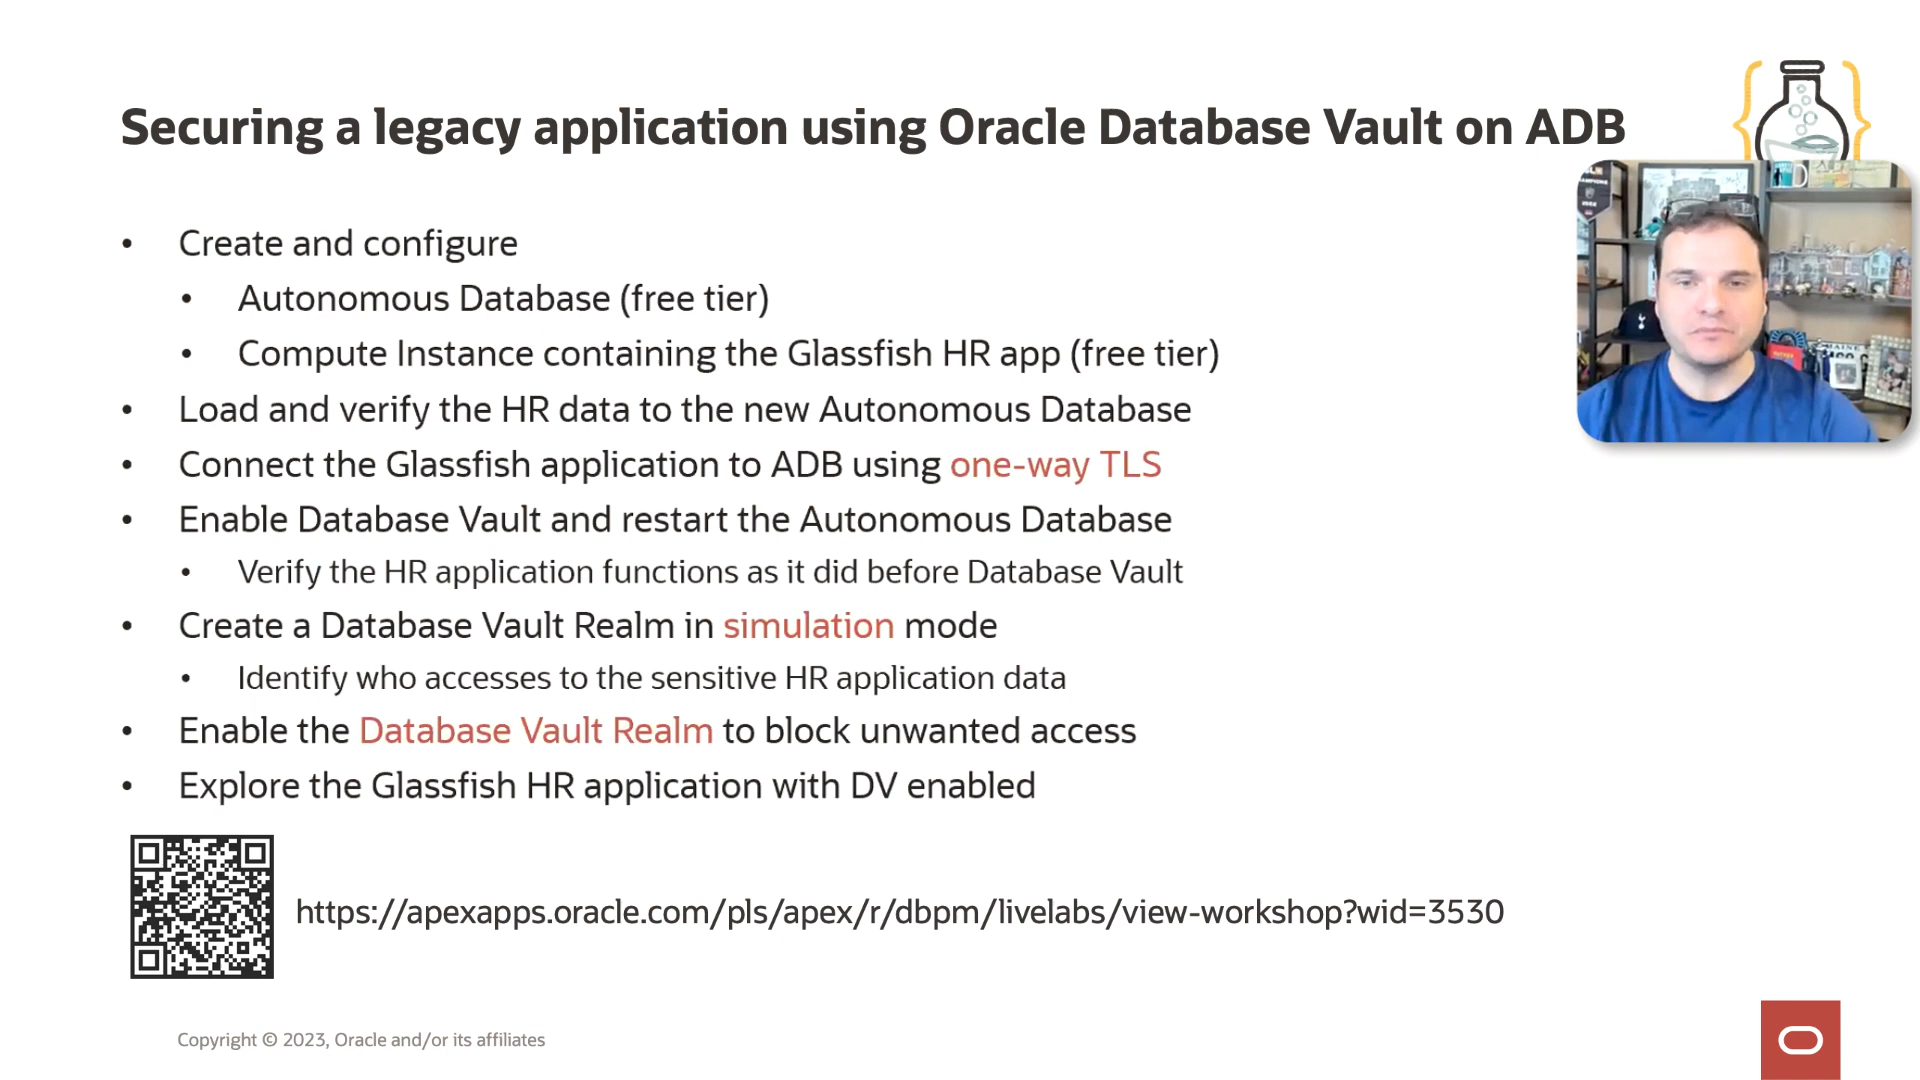 Securing a legacy application using Oracle Database Vault on ADB
• Create and configure
• Autonomous Database (free tier)
• Compute Instance containing the Glassfish HR app (free tier)
• Load and verify the HR data to the new Autonomous Database
• Connect the Glassfish application to ADB using one-way TLS
• Enable Database Vault and restart the Autonomous Database
• Verify the HR application functions as it did before Database Vault
• Create a Database Vault Realm in simulation mode
• Identify who accesses to the sensitive HR application data
• Enable the Database Vault Realm to block unwanted access
• Explore the Glassfish HR application with DV enabled
https://apexapps.oracle.com/pls/apex/r/dbpm/livelabs/view-workshop?wid=3530
Copyright © 2023, Oracle and/or its affiliates